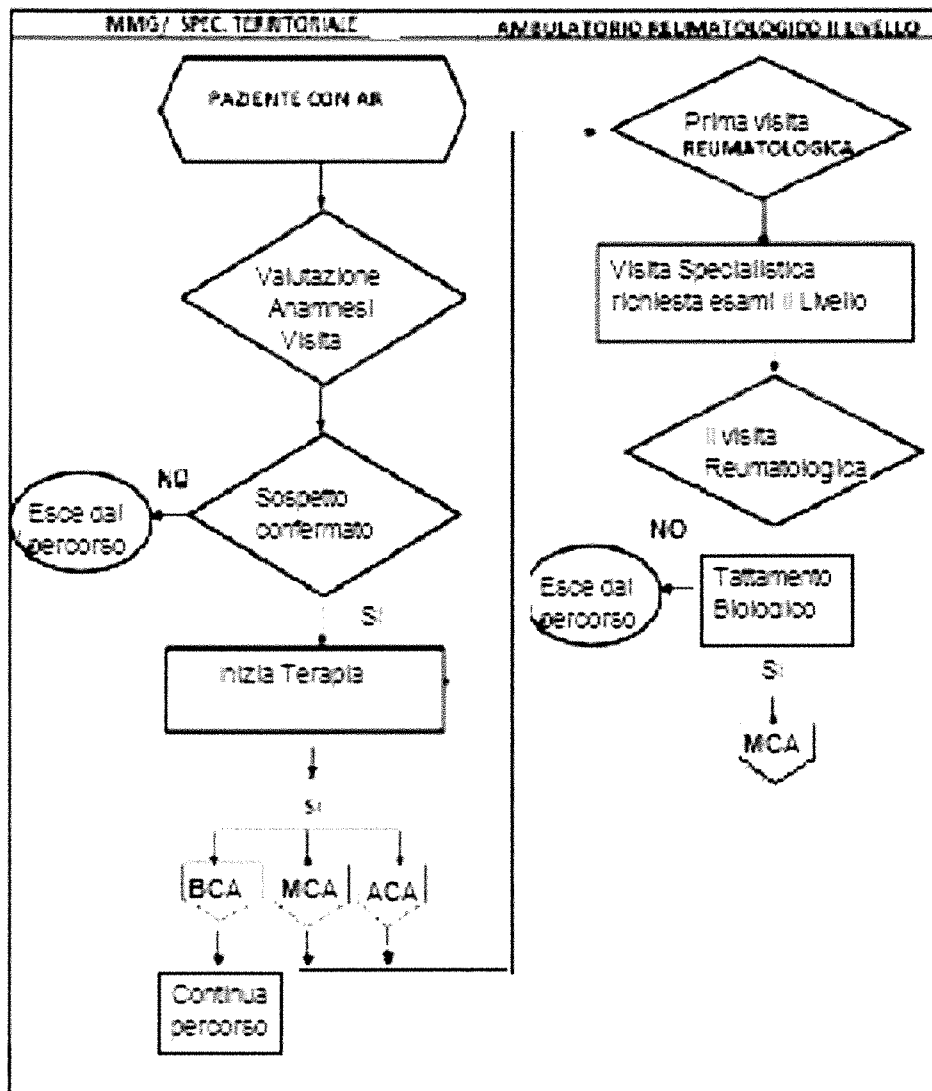 MMG/ SPEC. TERRITORIALE
AMBULATORIO REUMATOLOGICO II LIVELLO
PAZIENTE CON AR
Valutazione
Anamnesi
Visita
NO
Sospetto
confermato
Esce dal
percorso
SI
Inizia Terapia
SI
BCA
MCA
ACA
Continua
percorso
Prima visita
REUMATOLOGICA
Visita Specialistica
richiesta esami II Livello
II visita
Reumatologica
NO
Esce dal
percorso
Tattamento
Biologico
SI
MCA